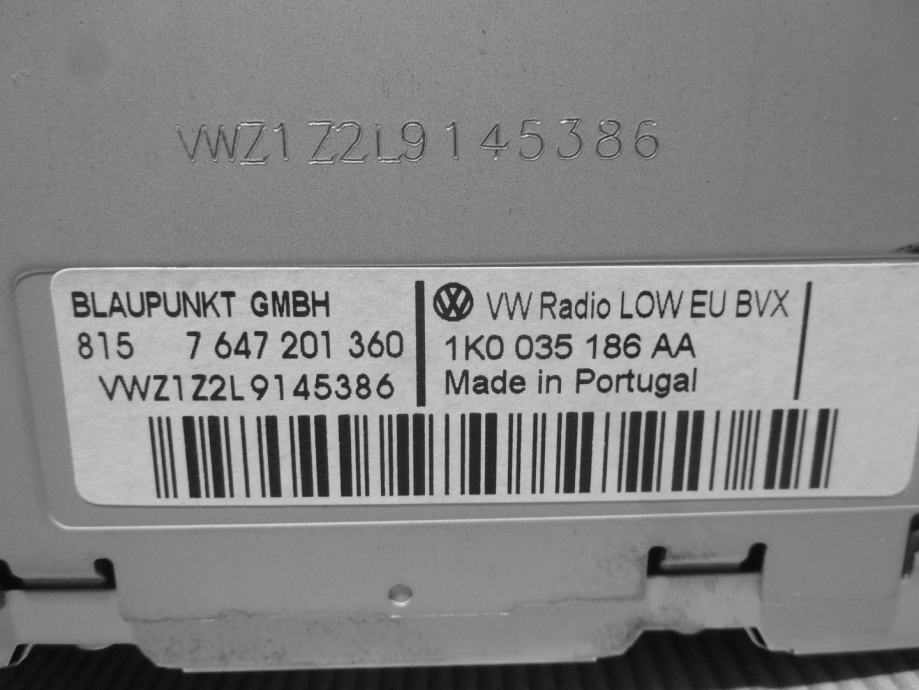 VWZ1Z2L9145386
BLAUPUNKT GMBH
815 7 647 201 360
VWZ1Z2L9145386
VW Radio LOW EU BVX
1K0 035 186 AA
Made in Portugal